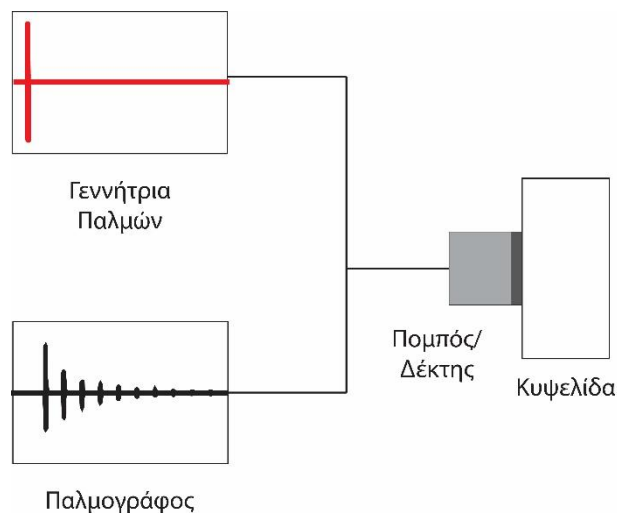 Γεννήτρια
Παλμών
Πομπός/
Δέκτης
Κυψελίδα
Παλμογράφος